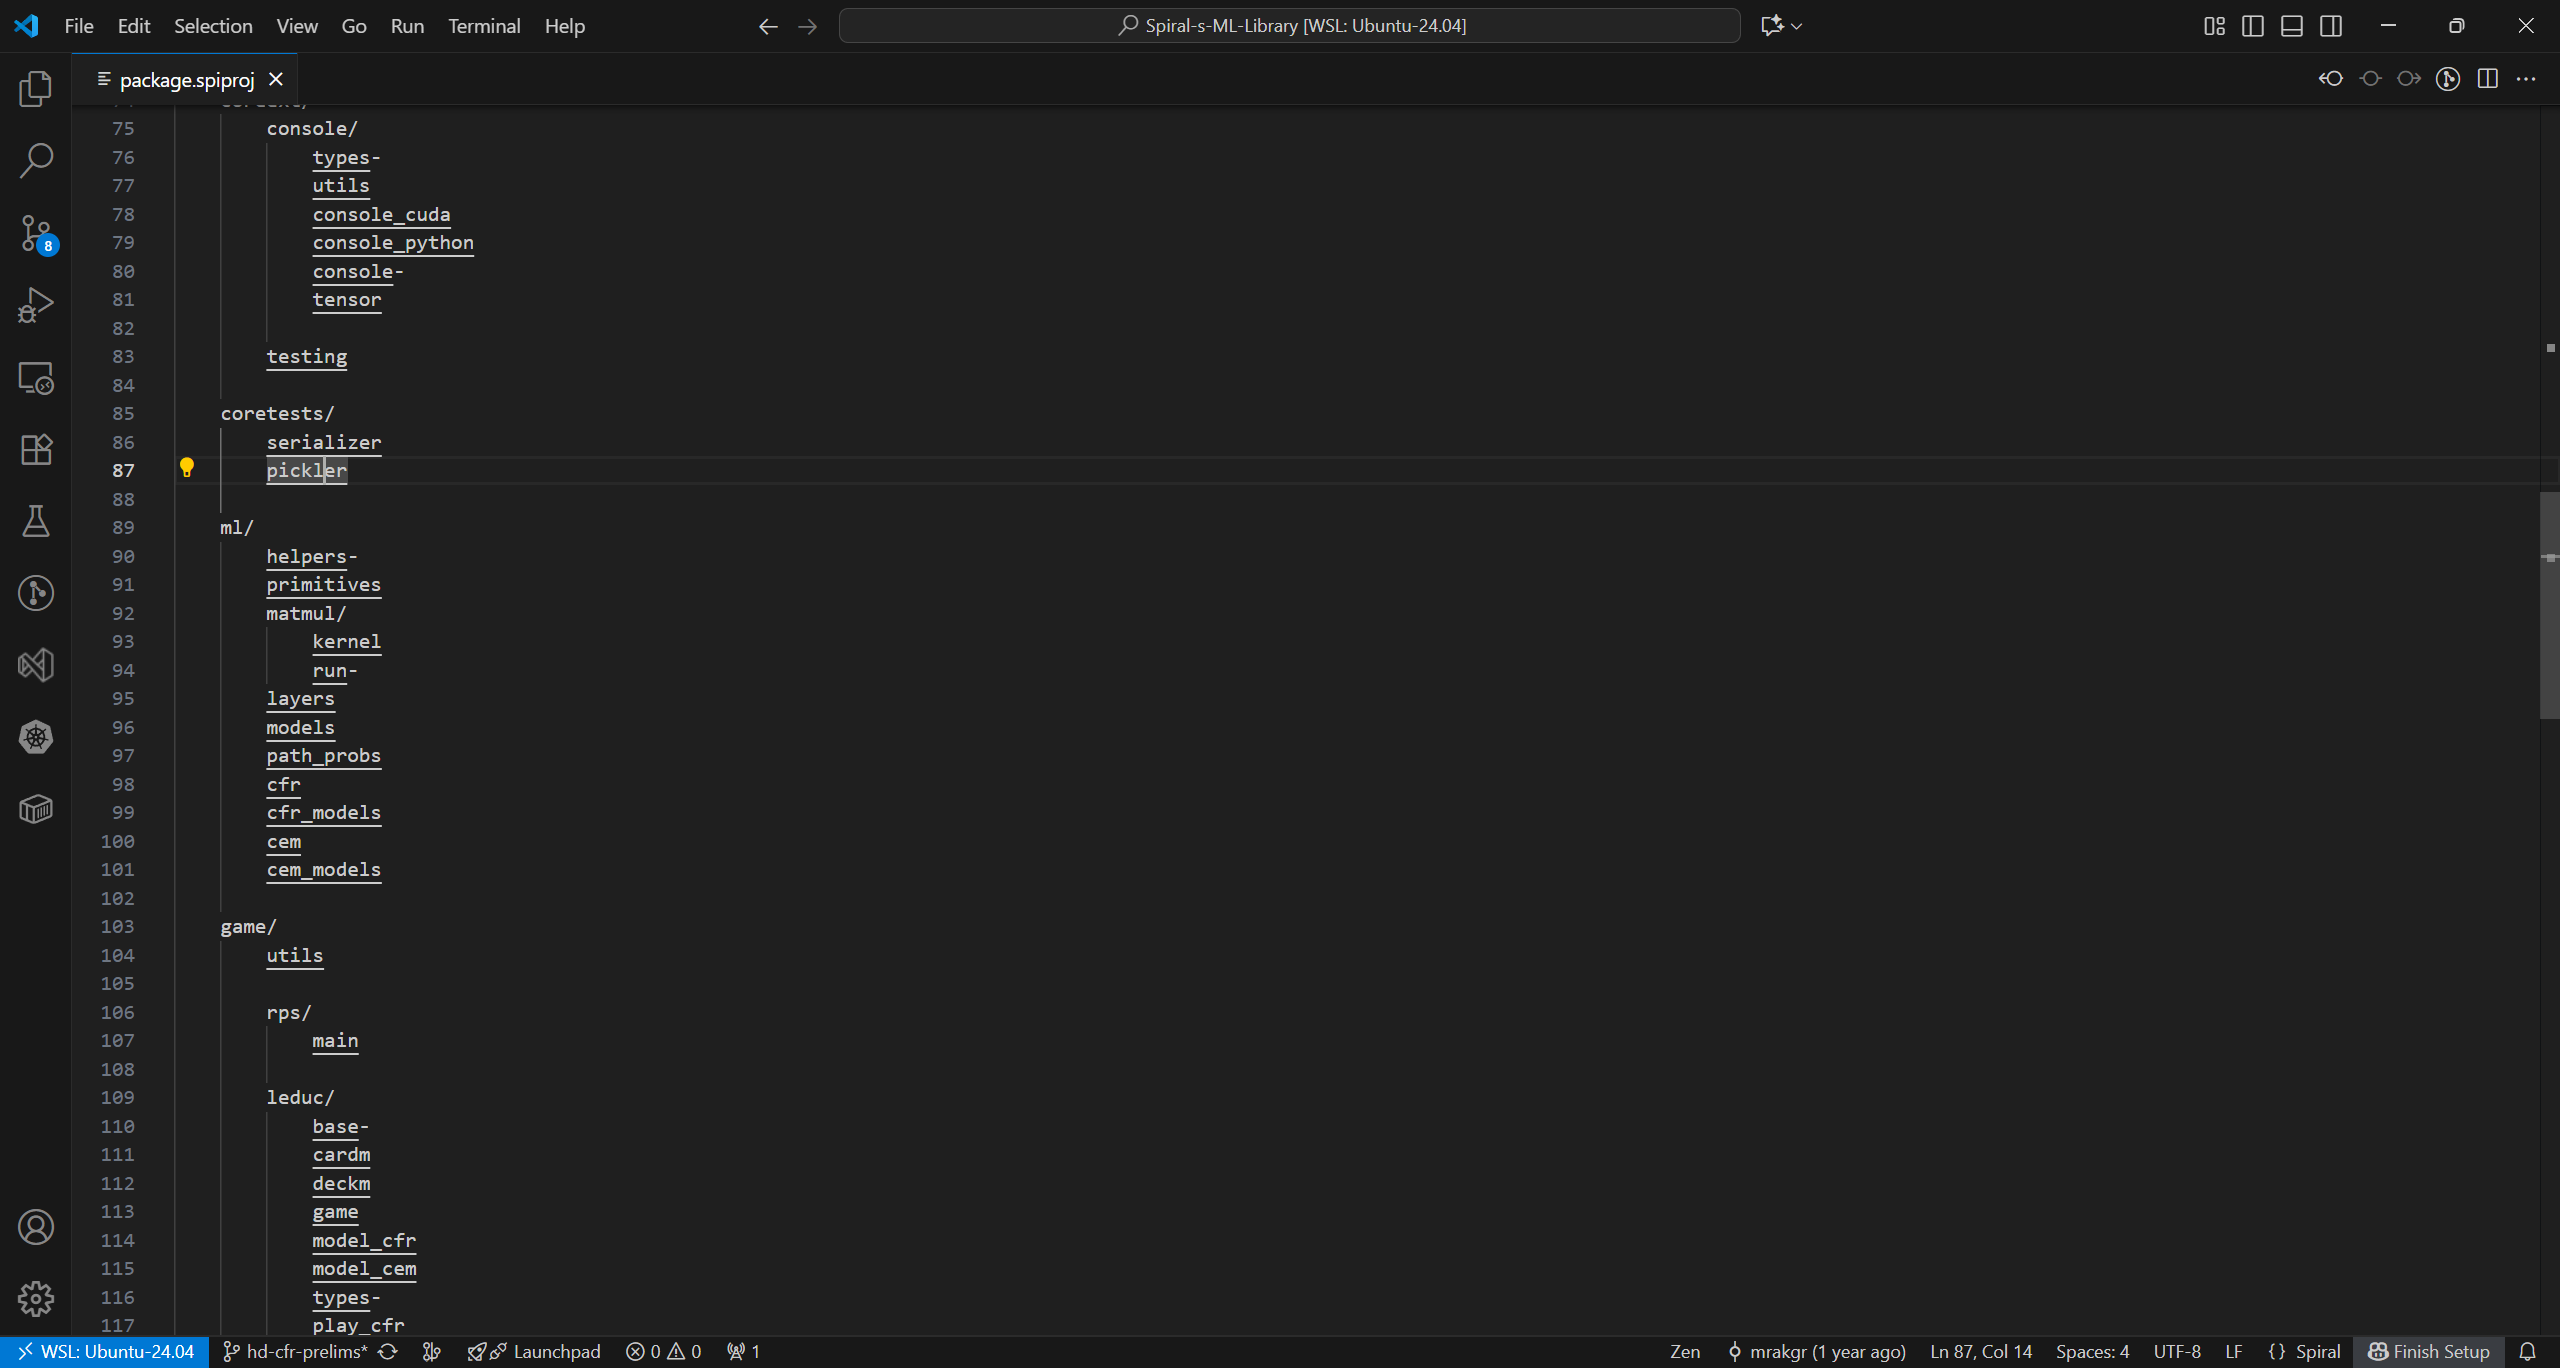 File Edit Selection View Go Run Terminal Help
Spiral-s-ML-Library [WSL: Ubuntu-24.04]
package.spiproj
8
75 console/
76 types-
77 utils
78 console_cuda
79 console_python
80 console-
81 tensor
82
83 testing
84
85 coretests/
86 serializer
87 pickler
88
89 ml/
90 helpers-
91 primitives
92 matmul/
93 kernel
94 run-
95 layers
96 models
97 path_probs
98 cfr
99 cfr_models
100 cem
101 cem_models
102
103 game/
104 utils
105
106 rps/
107 main
108
109 leduc/
110 base-
111 cardm
112 deckm
113 game
114 model_cfr
115 model_cem
116 types-
117 play_cfr
WSL: Ubuntu-24.04 hd-cfr-prelims* Launchpad 0 0 1 Zen mrakgr (1 year ago) Ln 87, Col 14 Spaces: 4 UTF-8 LF {} Spiral Finish Setup